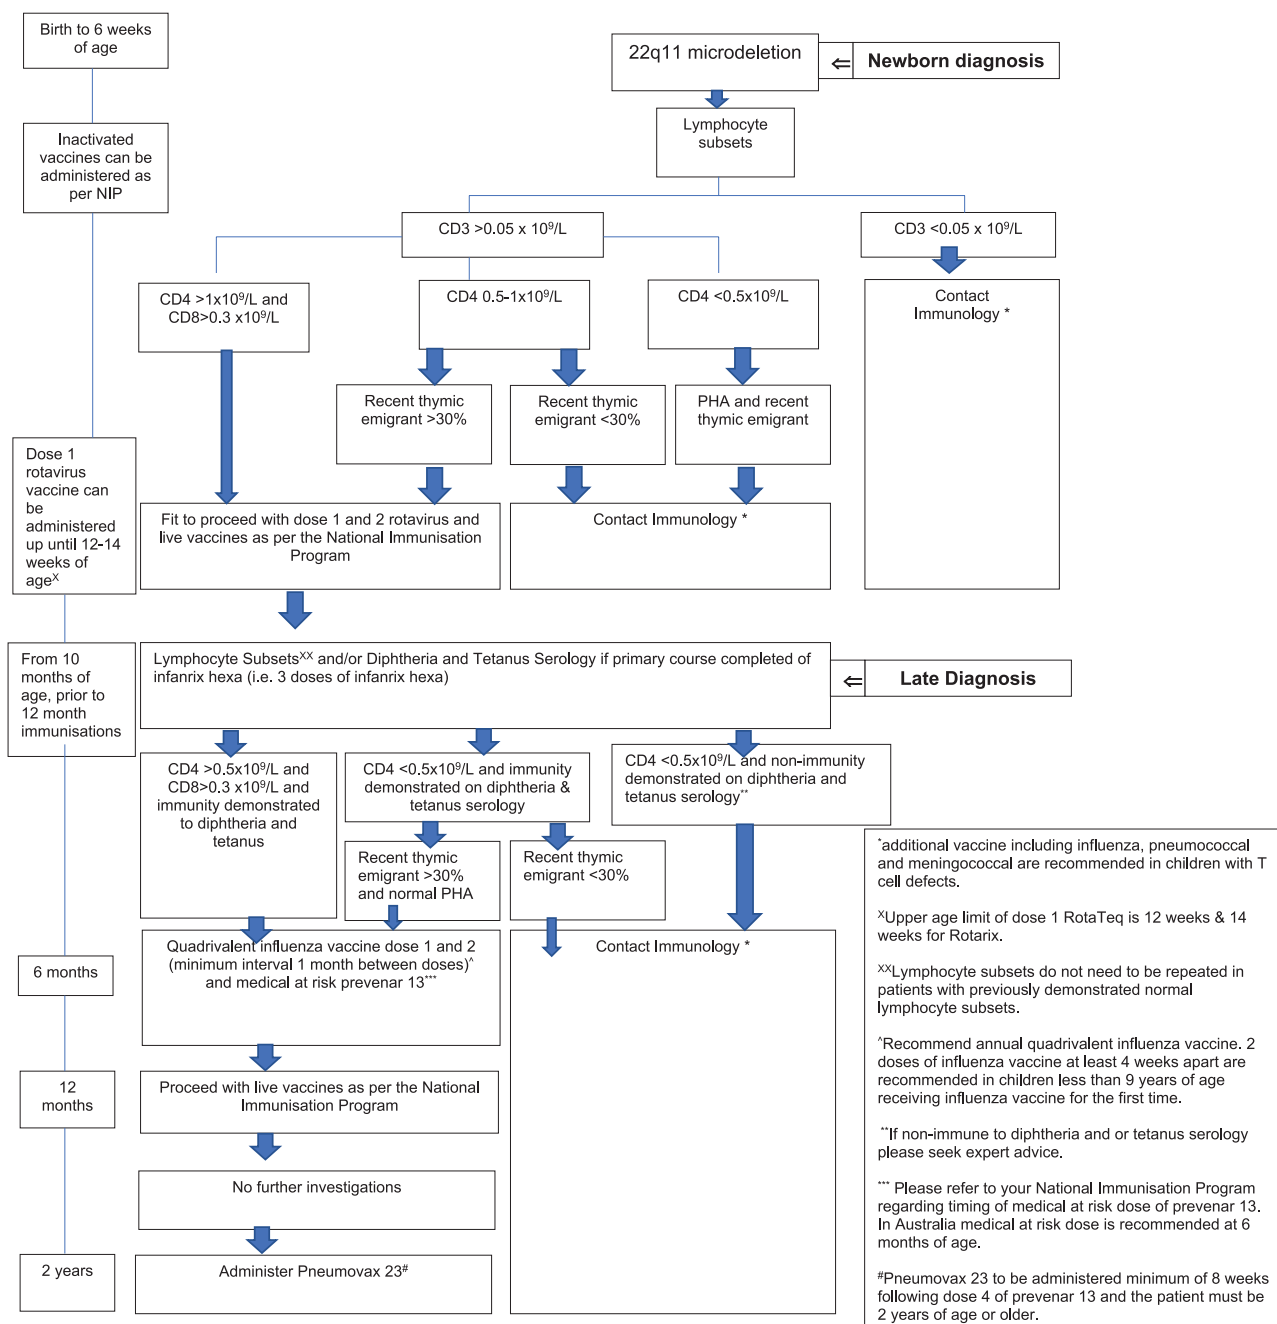 Birth to 6 weeks
of age
22q11 microdeletion
⇐
Newborn diagnosis
Lymphocyte
subsets
Inactivated
vaccines can be
administered as
per NIP
CD3 >0.05 x 10⁹/L
CD3 <0.05 x 10⁹/L
CD4 >1x10⁹/L and
CD8>0.3 x10⁹/L
CD4 0.5-1x10⁹/L
CD4 <0.5x10⁹/L
Contact
Immunology *
Recent thymic
emigrant >30%
Recent thymic
emigrant <30%
PHA and recent
thymic emigrant
Dose 1
rotavirus
vaccine can
be
administered
up until 12-14
weeks of
ageˣ
Fit to proceed with dose 1 and 2 rotavirus and
live vaccines as per the National Immunisation
Program
Contact Immunology *
From 10
months of
age, prior to
12 month
immunisations
Lymphocyte Subsetsˣˣ and/or Diphtheria and Tetanus Serology if primary course completed of
infanrix hexa (i.e. 3 doses of infanrix hexa)
⇐
Late Diagnosis
CD4 >0.5x10⁹/L and
CD8>0.3 x10⁹/L and
immunity demonstrated
to diphtheria and
tetanus
CD4 <0.5x10⁹/L and immunity
demonstrated on diphtheria &
tetanus serology
CD4 <0.5x10⁹/L and non-immunity
demonstrated on diphtheria and
tetanus serology**
Recent thymic
emigrant >30%
and normal PHA
Recent thymic
emigrant <30%
6 months
Quadrivalent influenza vaccine dose 1 and 2
(minimum interval 1 month between doses)^
and medical at risk prevenar 13***
Contact Immunology *
12
months
Proceed with live vaccines as per the National
Immunisation Program
No further investigations
2 years
Administer Pneumovax 23#
*additional vaccine including influenza, pneumococcal
and meningococcal are recommended in children with T
cell defects.
ˣUpper age limit of dose 1 RotaTeq is 12 weeks & 14
weeks for Rotarix.
ˣˣLymphocyte subsets do not need to be repeated in
patients with previously demonstrated normal
lymphocyte subsets.
^Recommend annual quadrivalent influenza vaccine. 2
doses of influenza vaccine at least 4 weeks apart are
recommended in children less than 9 years of age
receiving influenza vaccine for the first time.
**If non-immune to diphtheria and or tetanus serology
please seek expert advice.
*** Please refer to your National Immunisation Program
regarding timing of medical at risk dose of prevenar 13.
In Australia medical at risk dose is recommended at 6
months of age.
#Pneumovax 23 to be administered minimum of 8 weeks
following dose 4 of prevenar 13 and the patient must be
2 years of age or older.